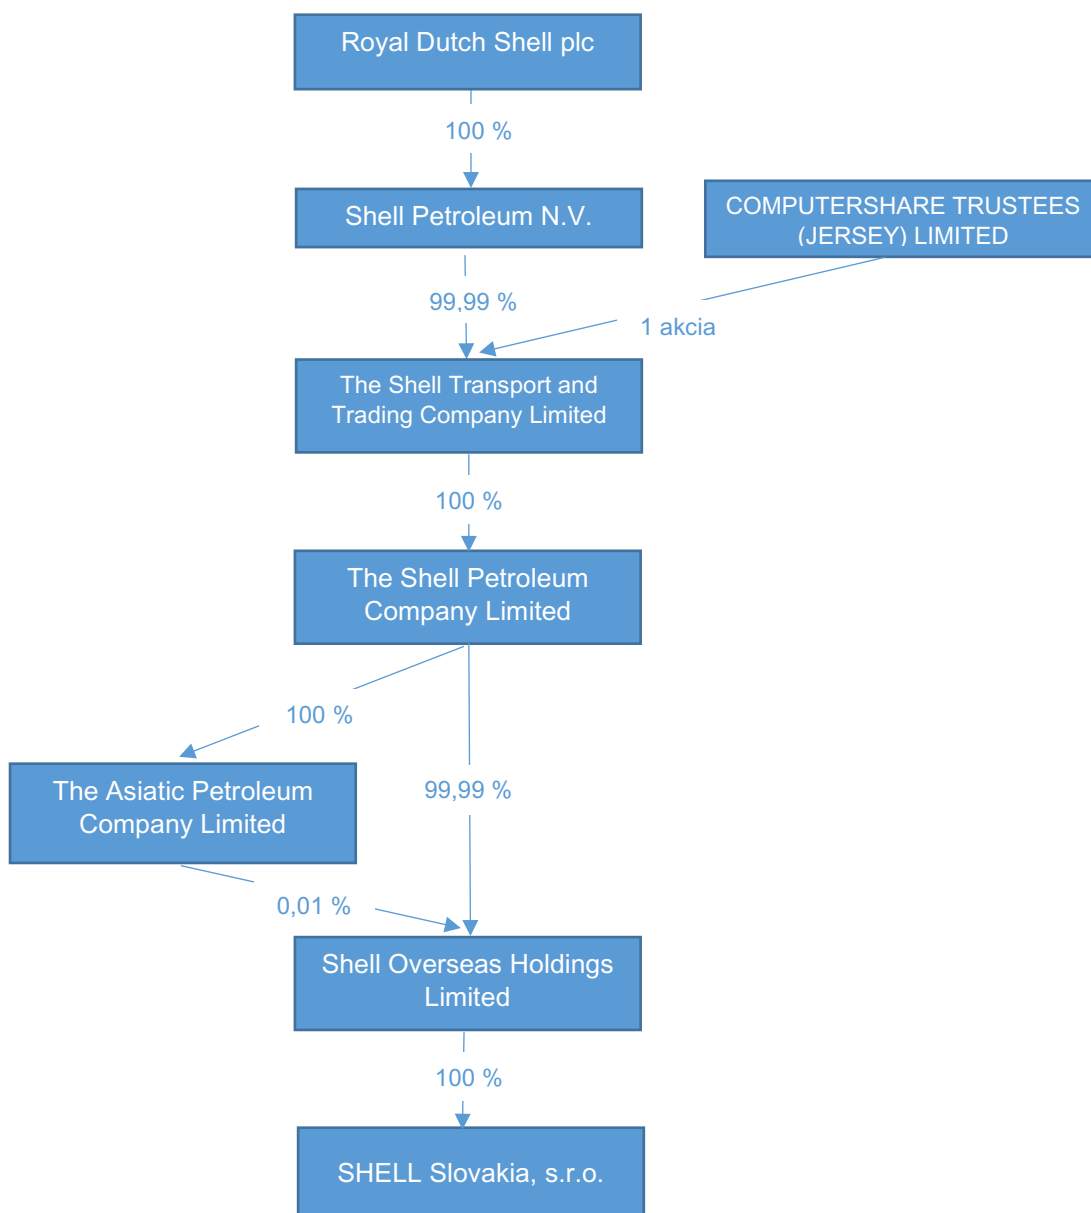 Royal Dutch Shell plc
100 %
Shell Petroleum N.V.
COMPUTERSHARE TRUSTEES
(JERSEY) LIMITED
99,99 %
1 akcia
The Shell Transport and
Trading Company Limited
100 %
The Shell Petroleum
Company Limited
100 %
The Asiatic Petroleum
Company Limited
99,99 %
0,01 %
Shell Overseas Holdings
Limited
100 %
SHELL Slovakia, s.r.o.